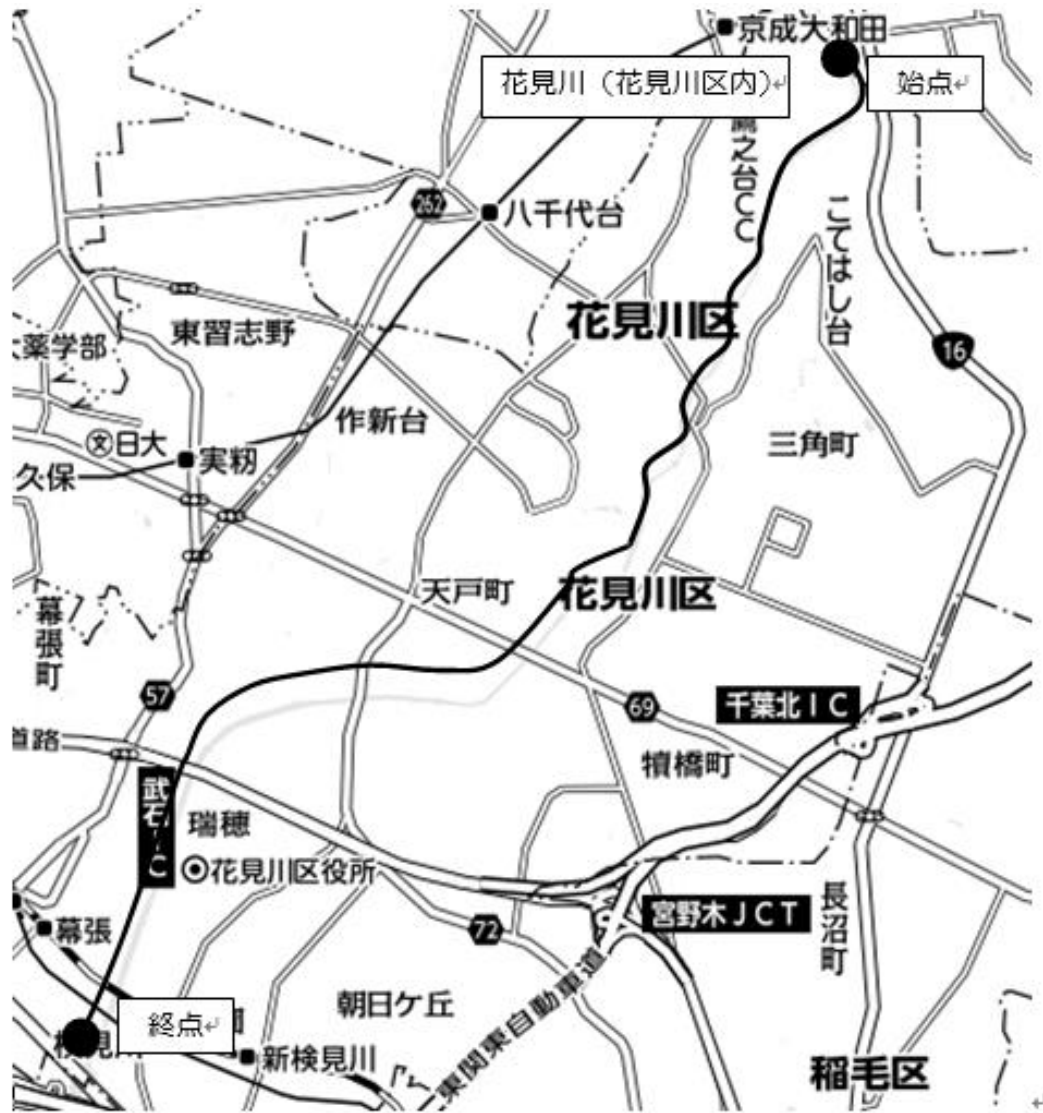 京成大和田
花見川（花見川区内）
始点
鷹之台CC
262
八千代台
こてはし台
花見川区
東習志野
薬学部
16
作新台
三角町
文
日大
実籾
久保
花見川区
天戸町
幕張町
57
69
千葉北IC
道路
犢橋町
武石IC
瑞穂
花見川区役所
長沼町
宮野木JCT
幕張
72
朝日ケ丘
終点
新検見川
東関東自動車道
稲毛区